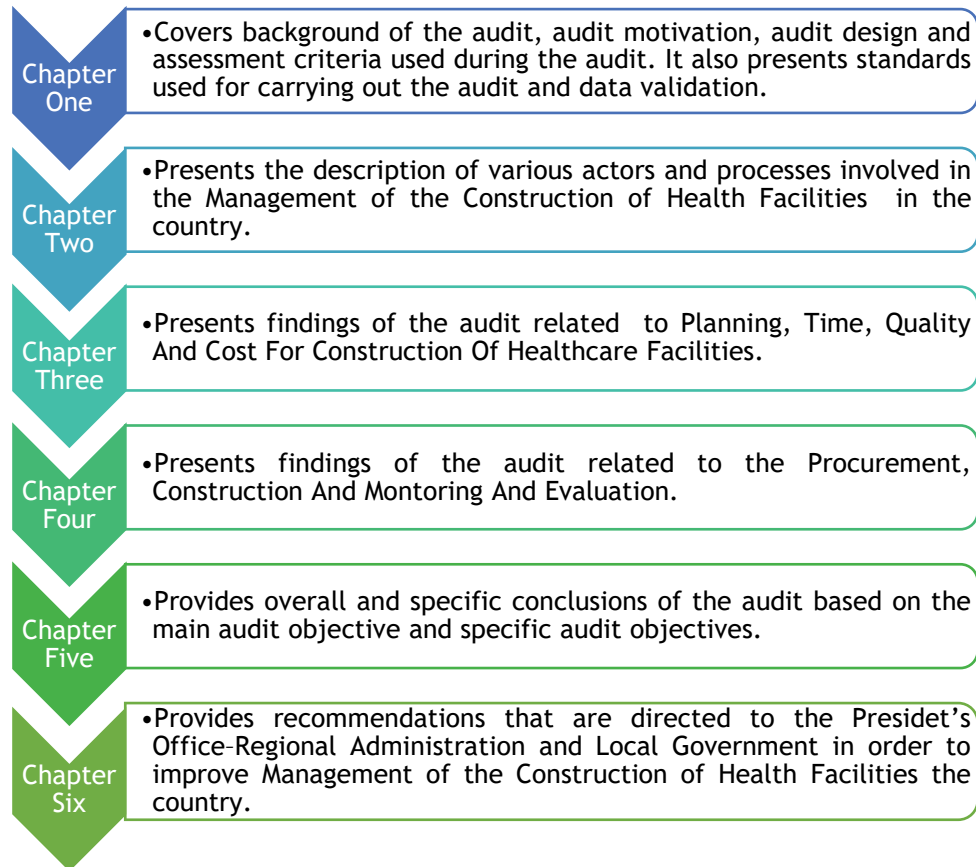 Chapter
One
•Covers background of the audit, audit motivation, audit design and
assessment criteria used during the audit. It also presents standards
used for carrying out the audit and data validation.
Chapter
Two
•Presents the description of various actors and processes involved in
the Management of the Construction of Health Facilities in the
country.
Chapter
Three
•Presents findings of the audit related to Planning, Time, Quality
And Cost For Construction Of Healthcare Facilities.
Chapter
Four
•Presents findings of the audit related to the Procurement,
Construction And Montoring And Evaluation.
Chapter
Five
•Provides overall and specific conclusions of the audit based on the
main audit objective and specific audit objectives.
Chapter
Six
•Provides recommendations that are directed to the Presidet’s
Office–Regional Administration and Local Government in order to
improve Management of the Construction of Health Facilities the
country.